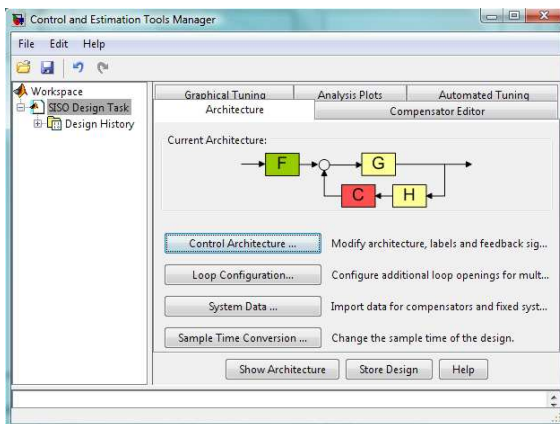 Control and Estimation Tools Manager
File Edit Help
Workspace
SISO Design Task
Design History
Graphical Tuning Analysis Plots Automated Tuning
Architecture Compensator Editor
Current Architecture:
F G
C H
Control Architecture ... Modify architecture, labels and feedback sig...
Loop Configuration... Configure additional loop openings for mult...
System Data ... Import data for compensators and fixed syst...
Sample Time Conversion ... Change the sample time of the design.
Show Architecture Store Design Help